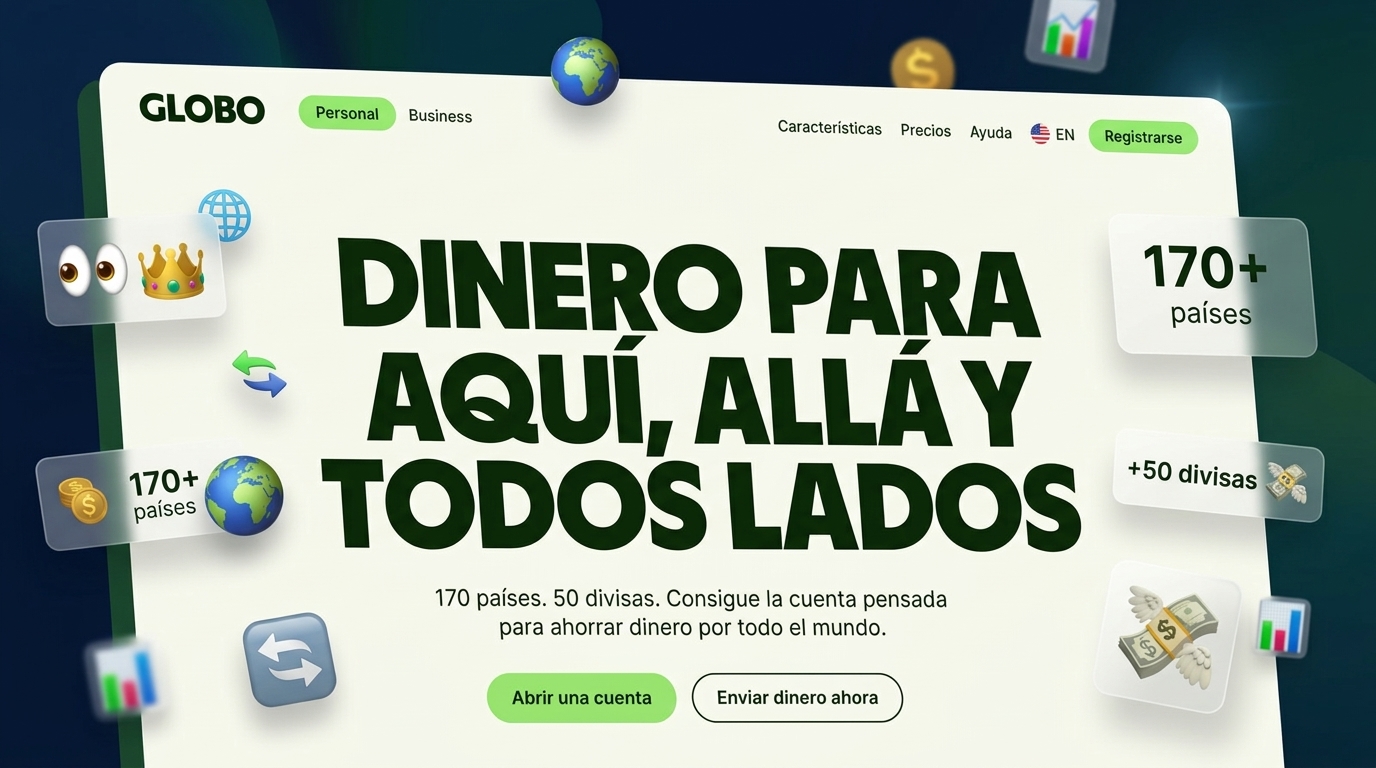 GLOBO
Personal
Business
Características
Precios
Ayuda
EN
Registrarse
DINERO PARA
AQUÍ, ALLÁ Y
TODOS LADOS
170+
países
170+
países
+50 divisas
170 países. 50 divisas. Consigue la cuenta pensada
para ahorrar dinero por todo el mundo.
Abrir una cuenta
Enviar dinero ahora